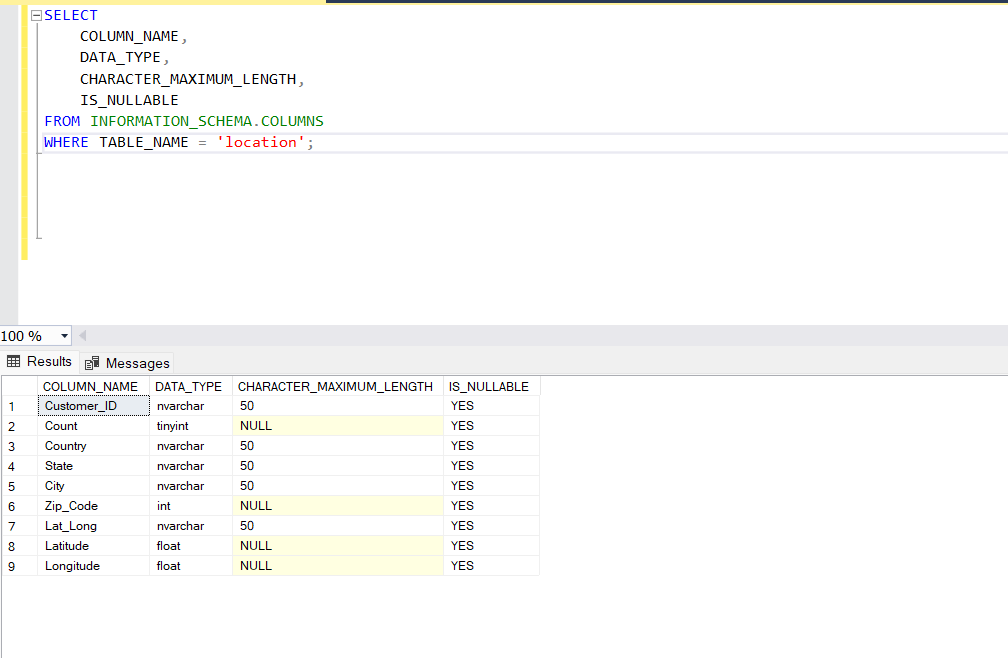 SELECT
COLUMN_NAME,
DATA_TYPE,
CHARACTER_MAXIMUM_LENGTH,
IS_NULLABLE
FROM INFORMATION_SCHEMA.COLUMNS
WHERE TABLE_NAME = 'location';
100 %
Results Messages
COLUMN_NAME DATA_TYPE CHARACTER_MAXIMUM_LENGTH IS_NULLABLE
1 Customer_ID nvarchar 50 YES
2 Count tinyint NULL YES
3 Country nvarchar 50 YES
4 State nvarchar 50 YES
5 City nvarchar 50 YES
6 Zip_Code int NULL YES
7 Lat_Long nvarchar 50 YES
8 Latitude float NULL YES
9 Longitude float NULL YES